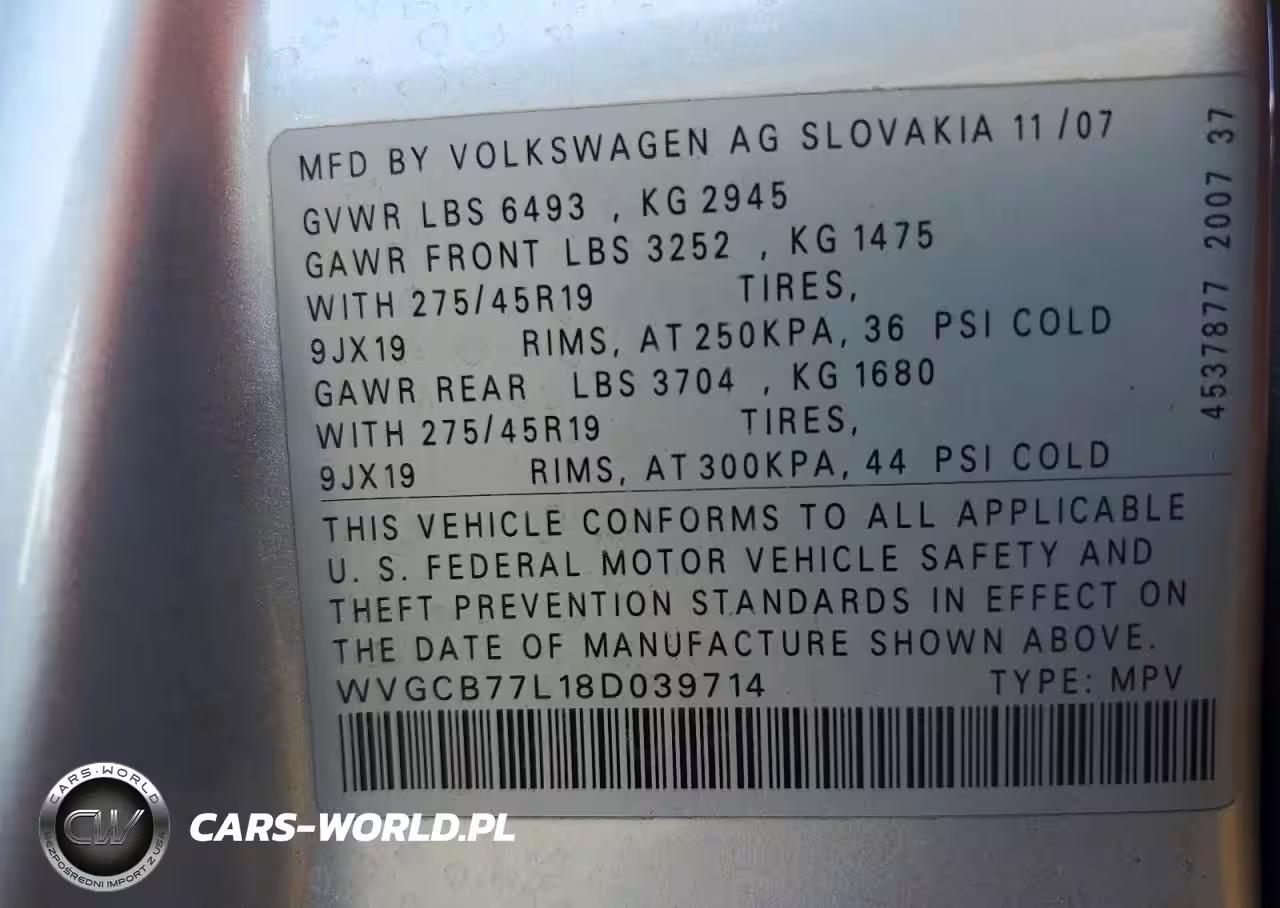 MFD BY VOLKSWAGEN AG SLOVAKIA 11/07
GVWR LBS 6493 , KG 2945
GAWR FRONT LBS 3252 , KG 1475
WITH 275/45R19 TIRES,
9JX19 RIMS, AT 250KPA, 36 PSI COLD
GAWR REAR LBS 3704 , KG 1680
WITH 275/45R19 TIRES,
9JX19 RIMS, AT 300KPA, 44 PSI COLD
THIS VEHICLE CONFORMS TO ALL APPLICABLE
U. S. FEDERAL MOTOR VEHICLE SAFETY AND
THEFT PREVENTION STANDARDS IN EFFECT ON
THE DATE OF MANUFACTURE SHOWN ABOVE.
WVGCB77L18D039714 TYPE: MPV
4537877 2007 37
CARS-WORLD
CW
BEZPOŚREDNI IMPORT Z USA
CARS-WORLD.PL